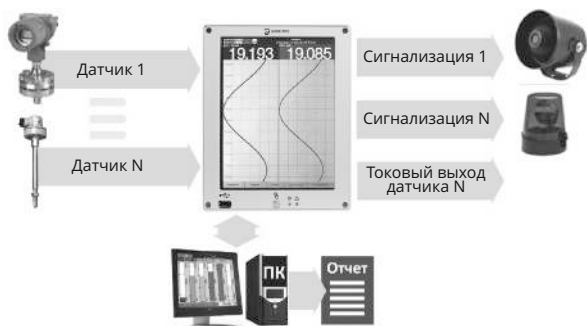 19.193 19.085
Датчик 1
Датчик N
Сигнализация 1
Сигнализация N
Токовый выход
датчика N
ПК
Отчет